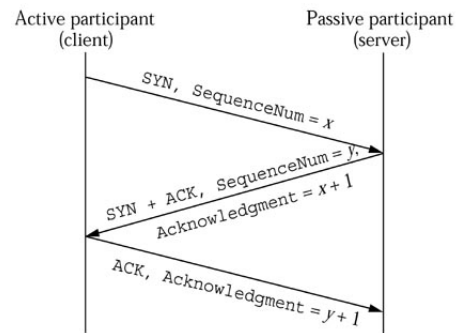 Active participant
(client)
Passive participant
(server)
SYN, SequenceNum = x
SYN + ACK, SequenceNum = y,
Acknowledgment = x + 1
ACK, Acknowledgment = y + 1